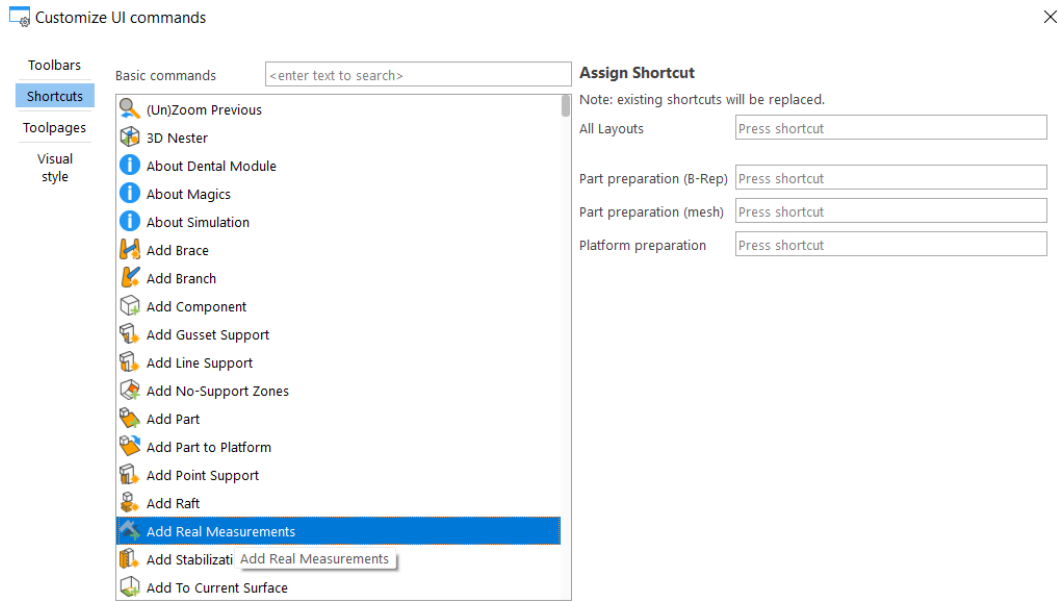 Customize UI commands
Toolbars
Shortcuts
Toolpages
Visual
style
Basic commands
<enter text to search>
(Un)Zoom Previous
3D Nester
About Dental Module
About Magics
About Simulation
Add Brace
Add Branch
Add Component
Add Gusset Support
Add Line Support
Add No-Support Zones
Add Part
Add Part to Platform
Add Point Support
Add Raft
Add Real Measurements
Add Stabilizati
Add Real Measurements
Add To Current Surface
Assign Shortcut
Note: existing shortcuts will be replaced.
All Layouts
Press shortcut
Part preparation (B-Rep)
Press shortcut
Part preparation (mesh)
Press shortcut
Platform preparation
Press shortcut